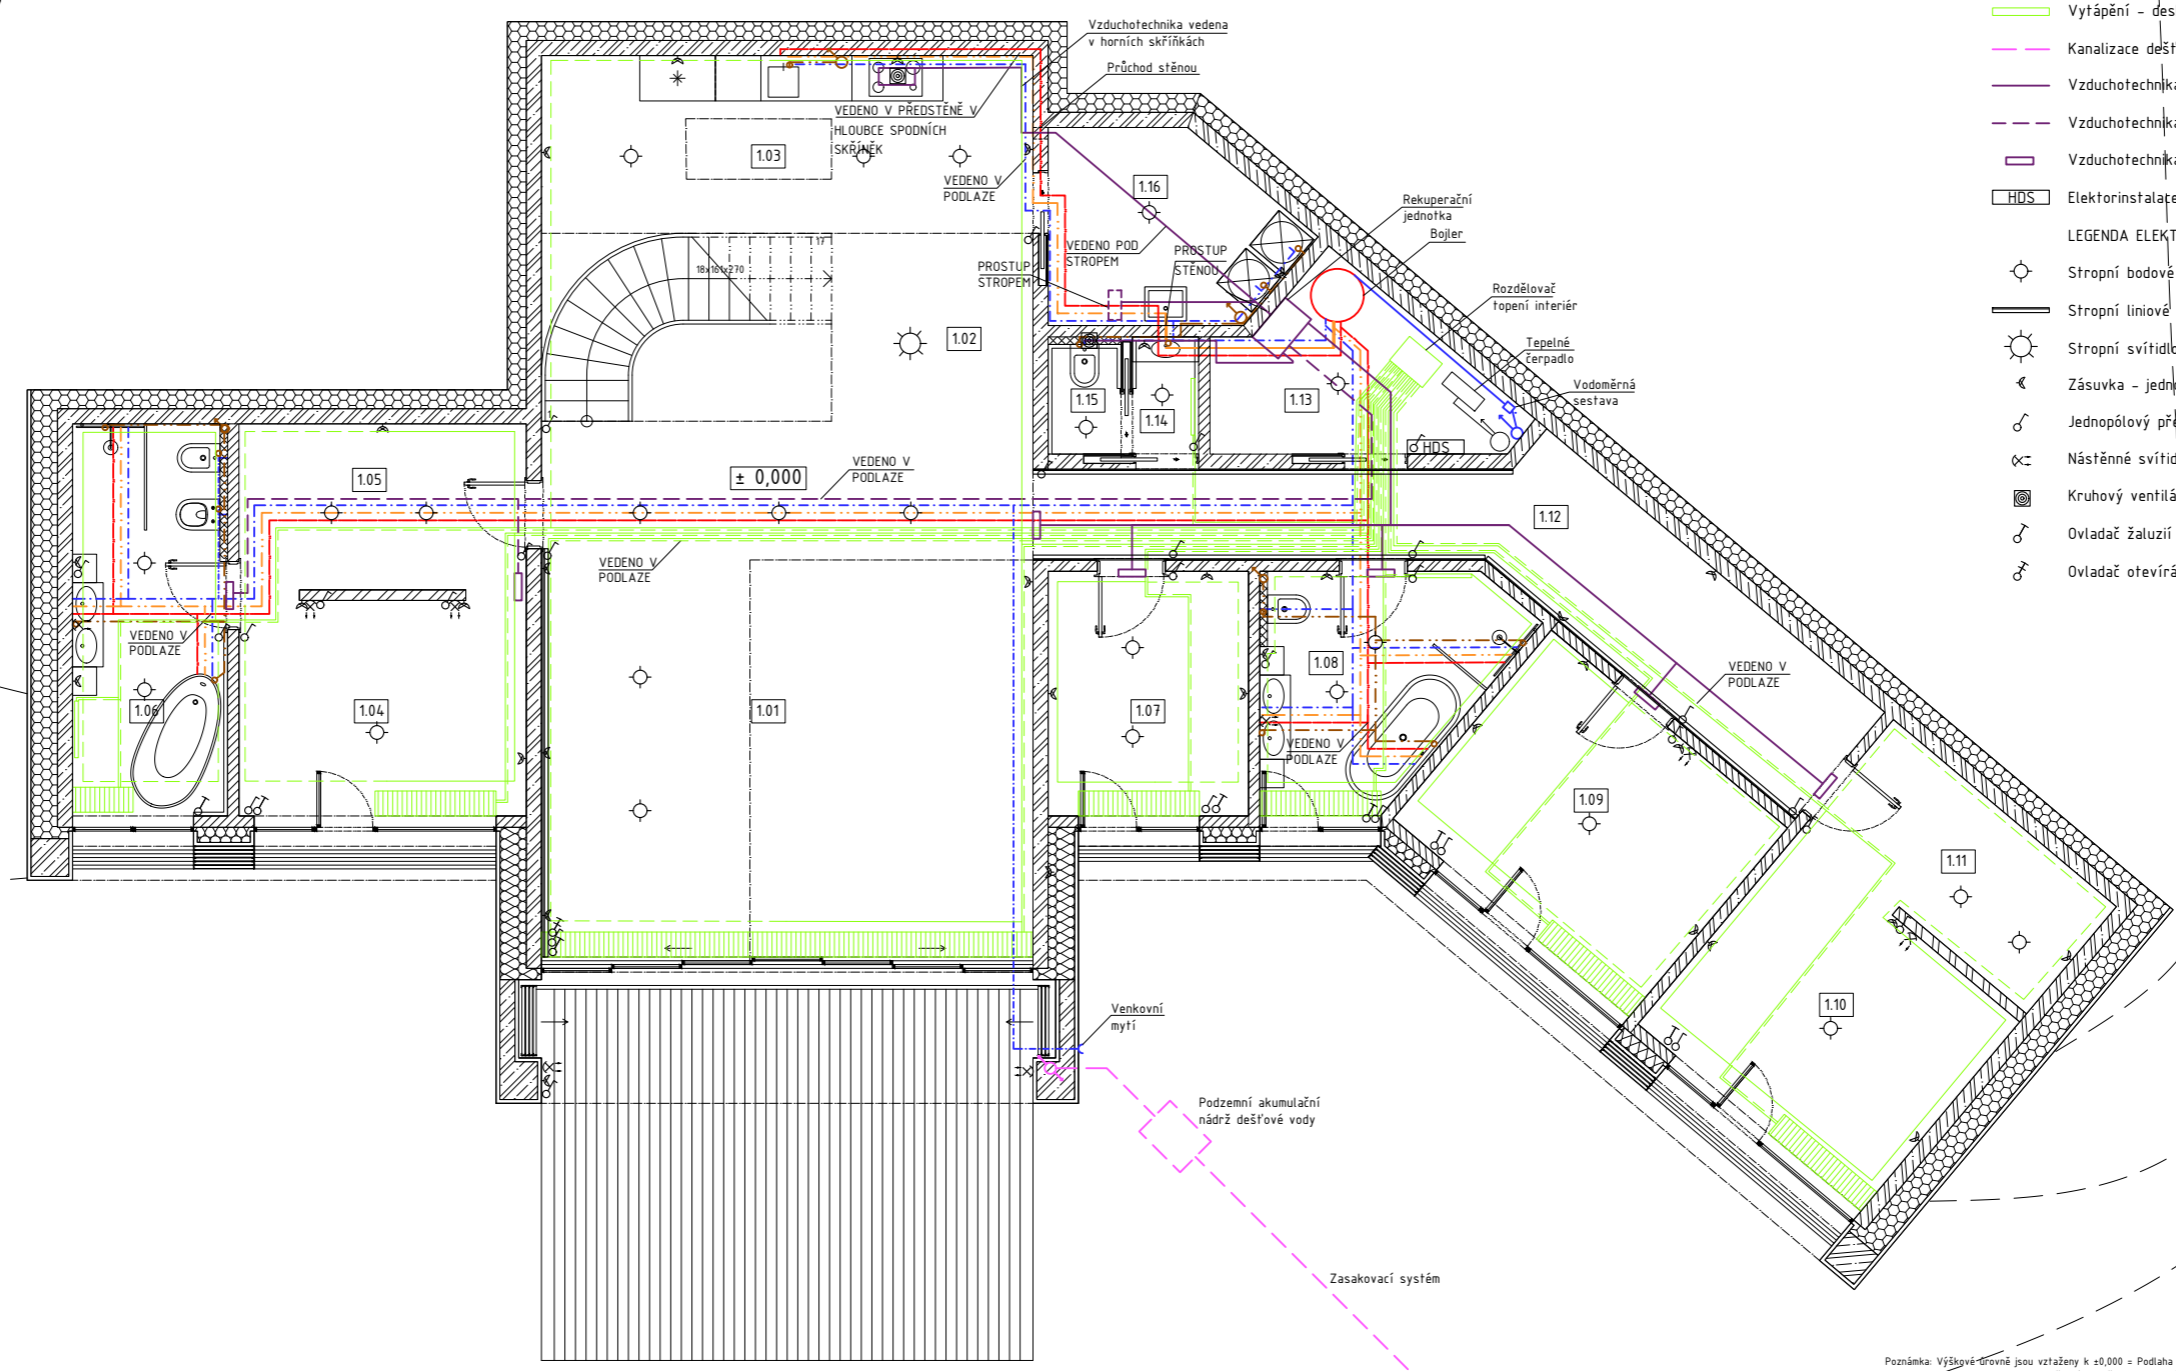 Vzduchotechnika vedena
v horních skříňkách
Průchod stěnou
VEDENO V PŘEDSTĚNĚ V
HLOUBCE SPODNÍCH
SKŘÍNĚK
1.03
VEDENO V
PODLAZE
1.16
Rekuperační
jednotka
Bojler
VEDENO POD
STROPEM
PROSTUP
STĚNOU
PROSTUP
STROPEM
17
18x161x270
1
1.02
Rozdělovač
topení interiér
Tepelné
čerpadlo
Vodoměrná
sestava
1.15
1.14
1.13
HDS
1.05
± 0,000
VEDENO V
PODLAZE
1.12
VEDENO V
PODLAZE
VEDENO V
PODLAZE
1.06
1.04
1.01
1.07
1.08
VEDENO V
PODLAZE
VEDENO V
PODLAZE
1.09
1.11
1.10
Venkovní
mytí
Podzemní akumulační
nádrž dešťové vody
Zasakovací systém
Vytápění - des
Kanalizace dešť
Vzduchotechnika
Vzduchotechnika
Vzduchotechnika
HDS Elektorinstalace
LEGENDA ELEKT
Stropní bodové
Stropní liniové
Stropní svítidlo
Zásuvka - jedno
Jednopólový pře
Nástěnné svítid
Kruhový ventilá
Ovladač žaluzií
Ovladač otevírá
Poznámka: Výškové úrovně jsou vztaženy k ±0,000 = Podlaha